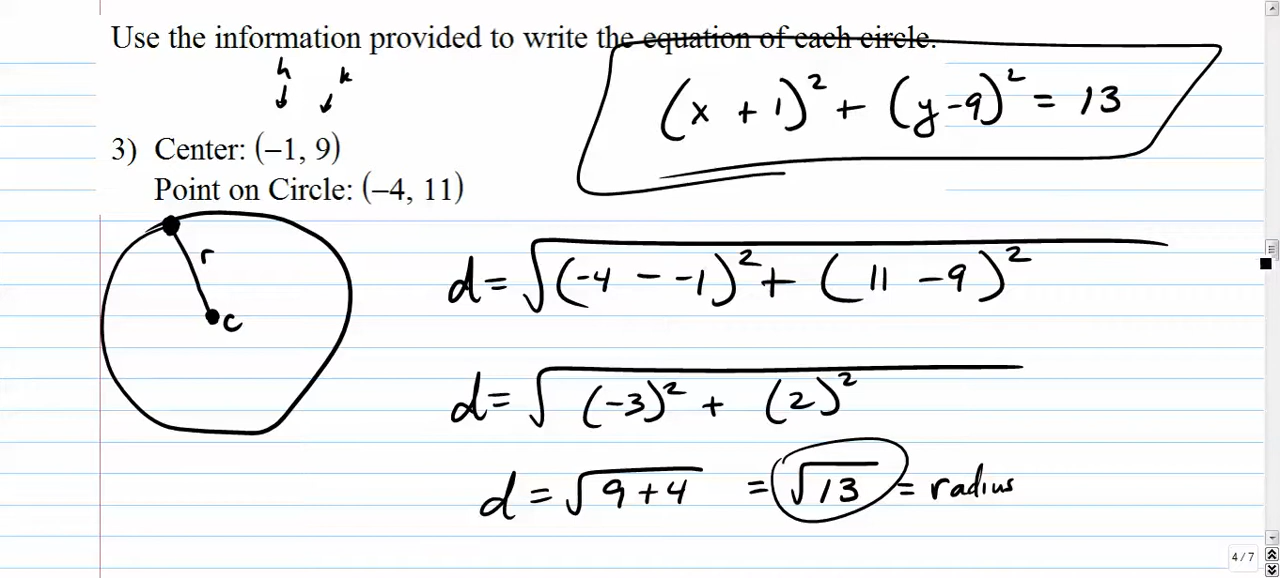 Use the information provided to write the equation of each circle.
h k
(x + 1)² + (y - 9)² = 13
3) Center: (−1, 9)
Point on Circle: (−4, 11)
r
c
d = √((-4 - -1)² + (11 - 9)²)
d = √((-3)² + (2)²)
d = √(9 + 4) = √13 = radius
4 / 7